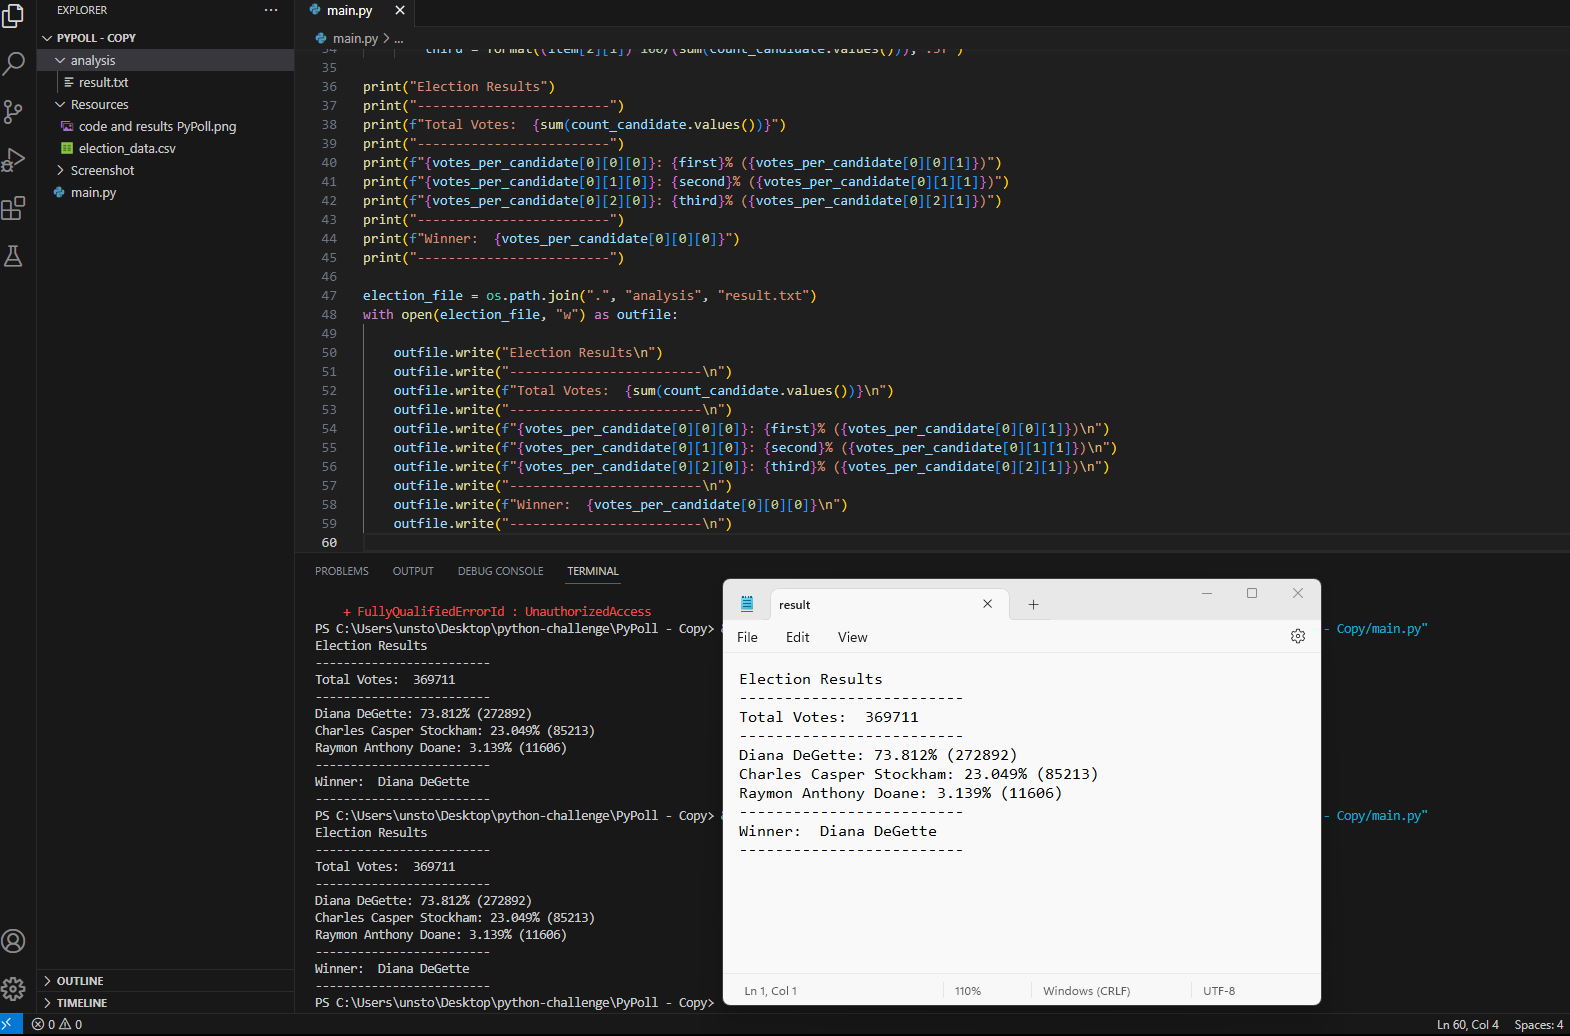 EXPLORER
PYPOLL - COPY
analysis
result.txt
Resources
code and results PyPoll.png
election_data.csv
Screenshot
main.py
OUTLINE
TIMELINE
main.py
main.py > ...
35
36 print("Election Results")
37 print("-------------------------")
38 print(f"Total Votes:  {sum(count_candidate.values())}")
39 print("-------------------------")
40 print(f"{votes_per_candidate[0][0][0]}: {first}% ({votes_per_candidate[0][0][1]})")
41 print(f"{votes_per_candidate[0][1][0]}: {second}% ({votes_per_candidate[0][1][1]})")
42 print(f"{votes_per_candidate[0][2][0]}: {third}% ({votes_per_candidate[0][2][1]})")
43 print("-------------------------")
44 print(f"Winner:  {votes_per_candidate[0][0][0]}")
45 print("-------------------------")
46
47 election_file = os.path.join(".", "analysis", "result.txt")
48 with open(election_file, "w") as outfile:
49
50 outfile.write("Election Results\n")
51 outfile.write("-------------------------\n")
52 outfile.write(f"Total Votes:  {sum(count_candidate.values())}\n")
53 outfile.write("-------------------------\n")
54 outfile.write(f"{votes_per_candidate[0][0][0]}: {first}% ({votes_per_candidate[0][0][1]})\n")
55 outfile.write(f"{votes_per_candidate[0][1][0]}: {second}% ({votes_per_candidate[0][1][1]})\n")
56 outfile.write(f"{votes_per_candidate[0][2][0]}: {third}% ({votes_per_candidate[0][2][1]})\n")
57 outfile.write("-------------------------\n")
58 outfile.write(f"Winner:  {votes_per_candidate[0][0][0]}\n")
59 outfile.write("-------------------------\n")
60
PROBLEMS OUTPUT DEBUG CONSOLE TERMINAL
+ FullyQualifiedErrorId : UnauthorizedAccess
PS C:\Users\unsto\Desktop\python-challenge\PyPoll - Copy> - Copy/main.py"
Election Results
-------------------------
Total Votes:  369711
-------------------------
Diana DeGette: 73.812% (272892)
Charles Casper Stockham: 23.049% (85213)
Raymon Anthony Doane: 3.139% (11606)
-------------------------
Winner:  Diana DeGette
-------------------------
PS C:\Users\unsto\Desktop\python-challenge\PyPoll - Copy> - Copy/main.py"
Election Results
-------------------------
Total Votes:  369711
-------------------------
Diana DeGette: 73.812% (272892)
Charles Casper Stockham: 23.049% (85213)
Raymon Anthony Doane: 3.139% (11606)
-------------------------
Winner:  Diana DeGette
-------------------------
PS C:\Users\unsto\Desktop\python-challenge\PyPoll - Copy>
result
File Edit View
Election Results
-------------------------
Total Votes:  369711
-------------------------
Diana DeGette: 73.812% (272892)
Charles Casper Stockham: 23.049% (85213)
Raymon Anthony Doane: 3.139% (11606)
-------------------------
Winner:  Diana DeGette
-------------------------
Ln 1, Col 1 110% Windows (CRLF) UTF-8
0 0 Ln 60, Col 4 Spaces: 4